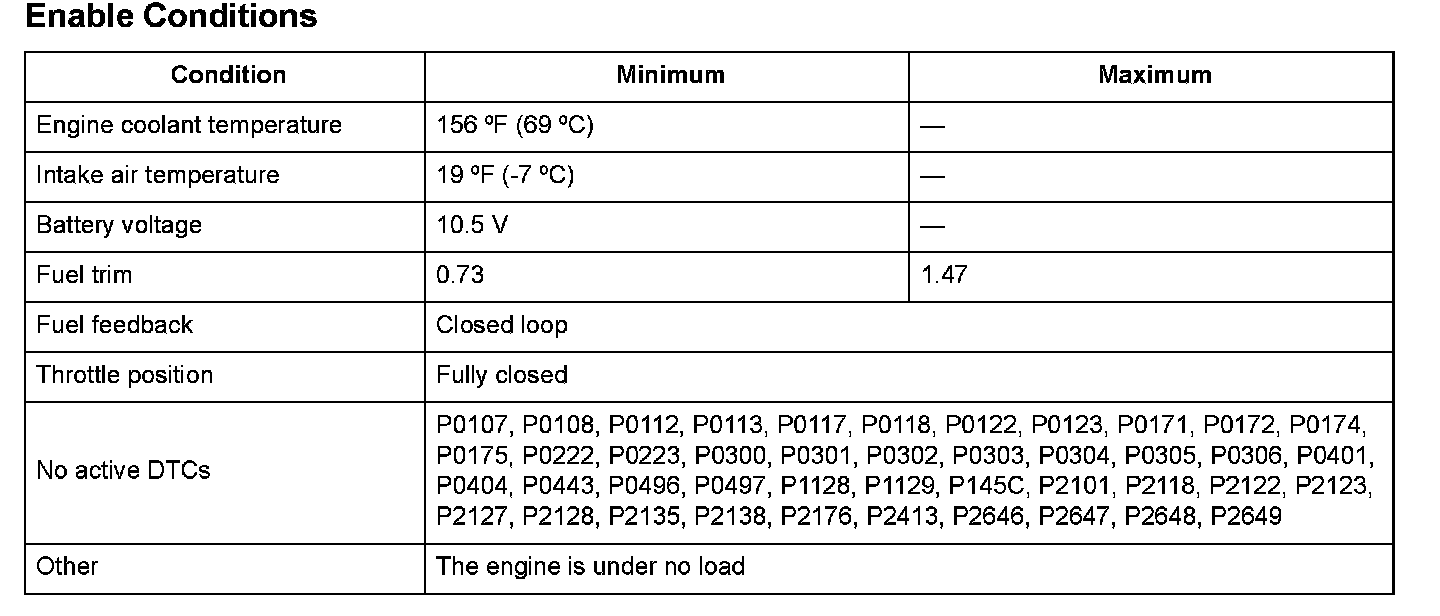 Enable Conditions
Condition Minimum Maximum
Engine coolant temperature 156 ºF (69 ºC) —
Intake air temperature 19 ºF (-7 ºC) —
Battery voltage 10.5 V —
Fuel trim 0.73 1.47
Fuel feedback Closed loop
Throttle position Fully closed
No active DTCs
P0107, P0108, P0112, P0113, P0117, P0118, P0122, P0123, P0171, P0172, P0174,
P0175, P0222, P0223, P0300, P0301, P0302, P0303, P0304, P0305, P0306, P0401,
P0404, P0443, P0496, P0497, P1128, P1129, P145C, P2101, P2118, P2122, P2123,
P2127, P2128, P2135, P2138, P2176, P2413, P2646, P2647, P2648, P2649
Other The engine is under no load